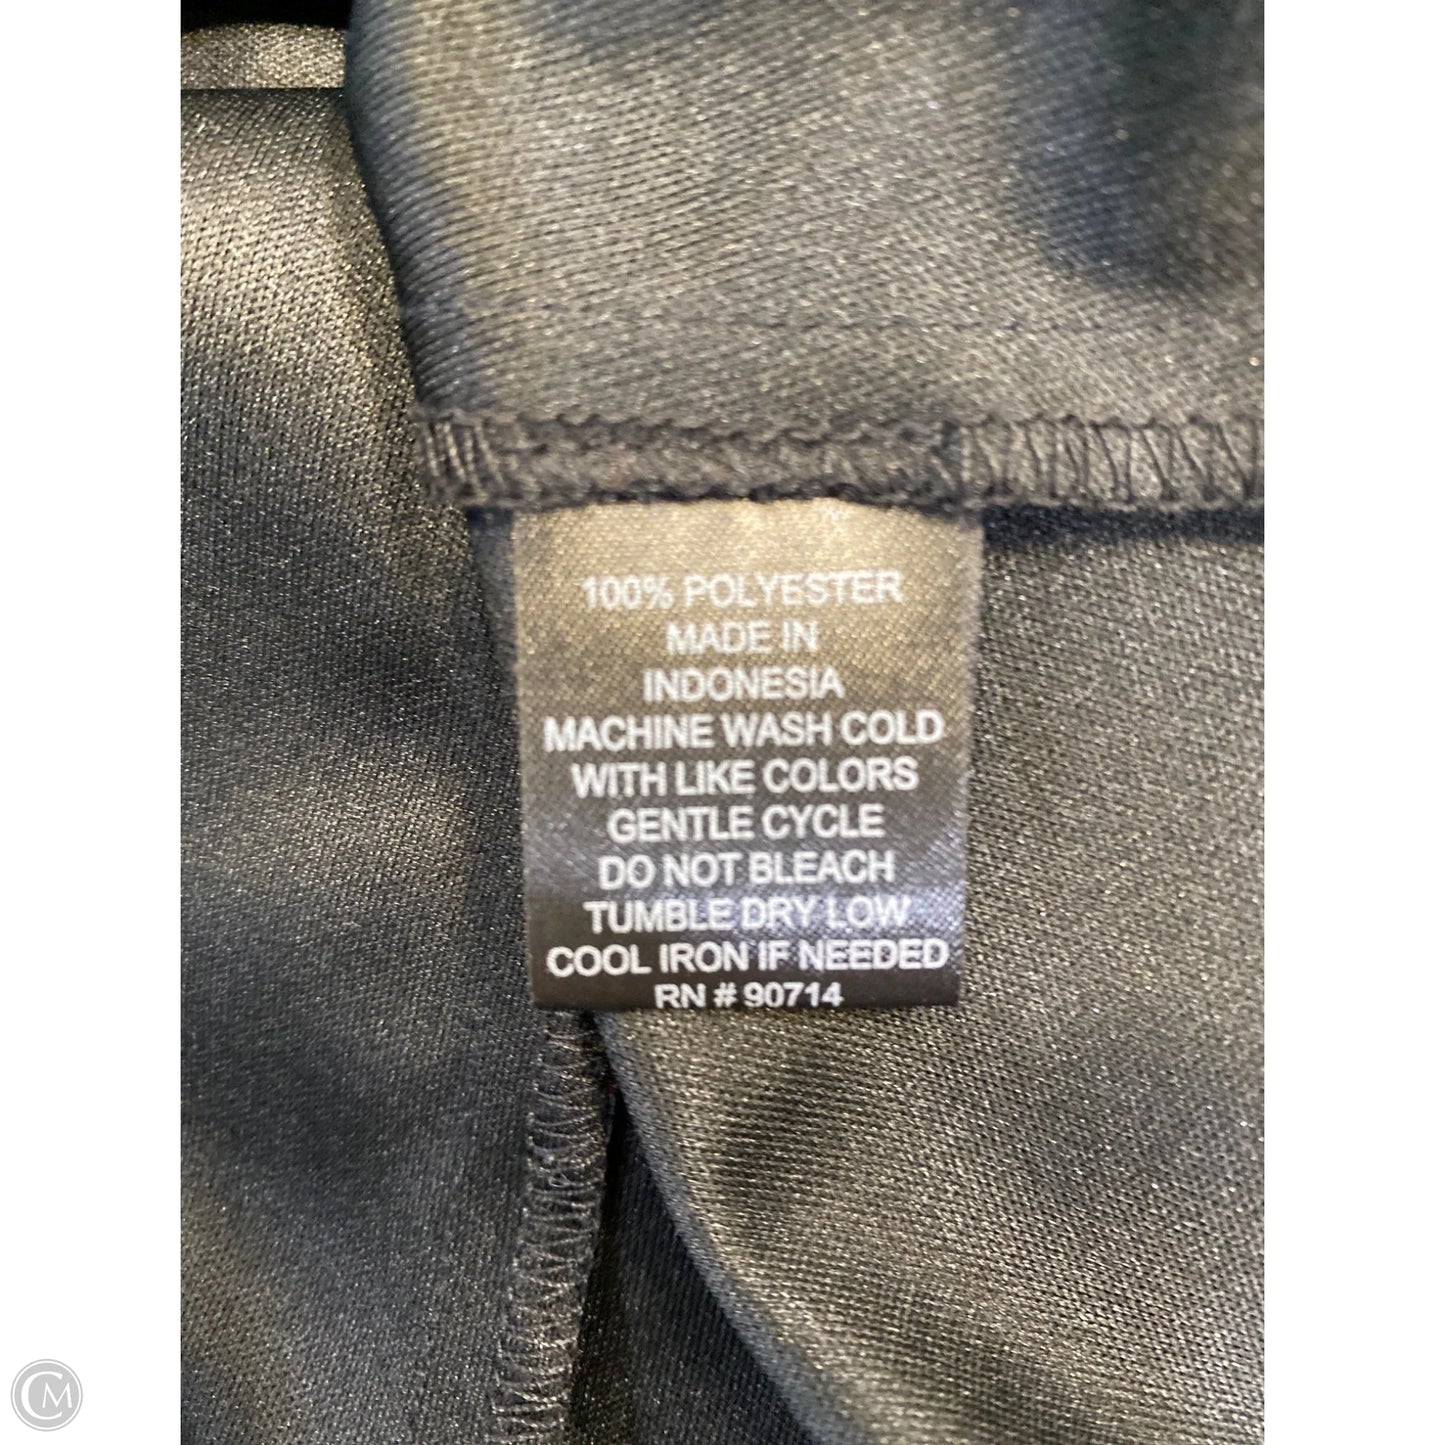 100% POLYESTER
MADE IN
INDONESIA
MACHINE WASH COLD
WITH LIKE COLORS
GENTLE CYCLE
DO NOT BLEACH
TUMBLE DRY LOW
COOL IRON IF NEEDED
RN # 90714
CM